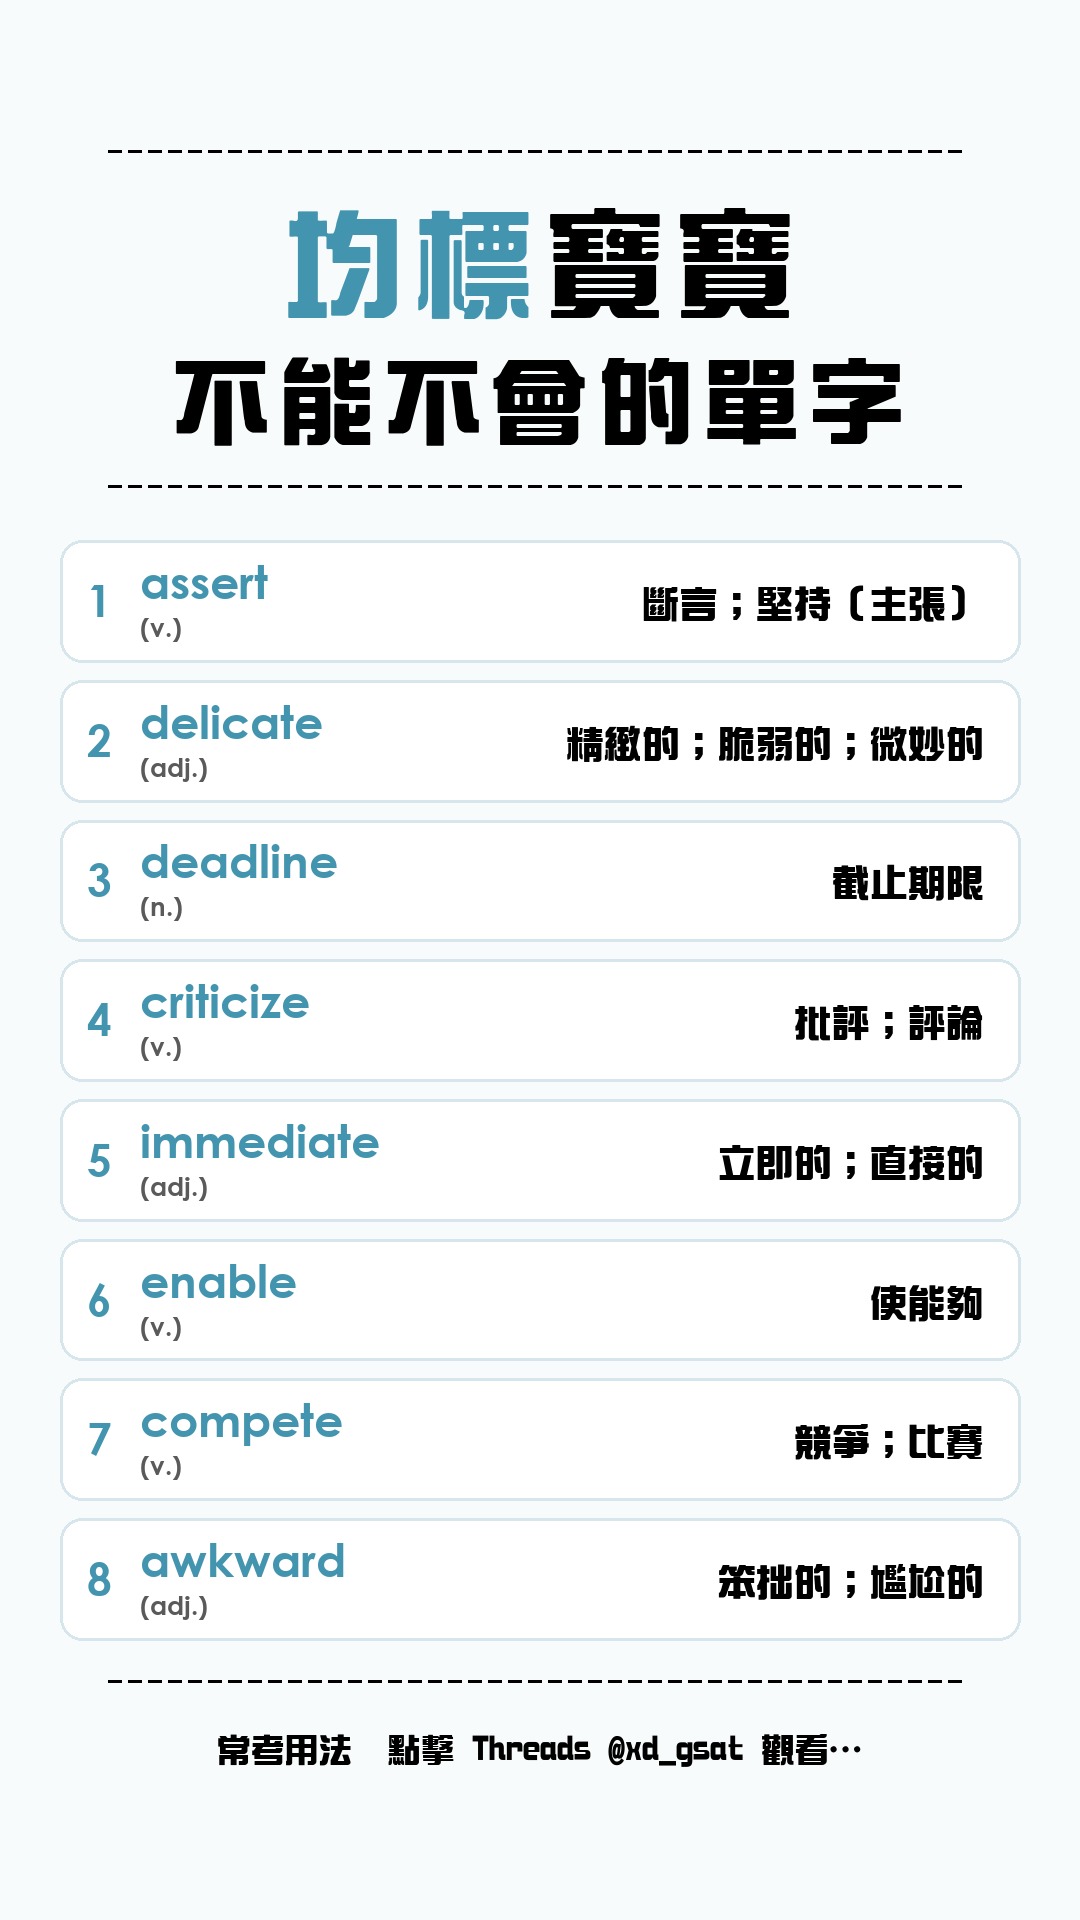 均標寶寶
不能不會的單字
1 assert (v.) 斷言；堅持（主張）
2 delicate (adj.) 精緻的；脆弱的；微妙的
3 deadline (n.) 截止期限
4 criticize (v.) 批評；評論
5 immediate (adj.) 立即的；直接的
6 enable (v.) 使能夠
7 compete (v.) 競爭；比賽
8 awkward (adj.) 笨拙的；尷尬的
常考用法　點擊 Threads @xd_gsat 觀看⋯